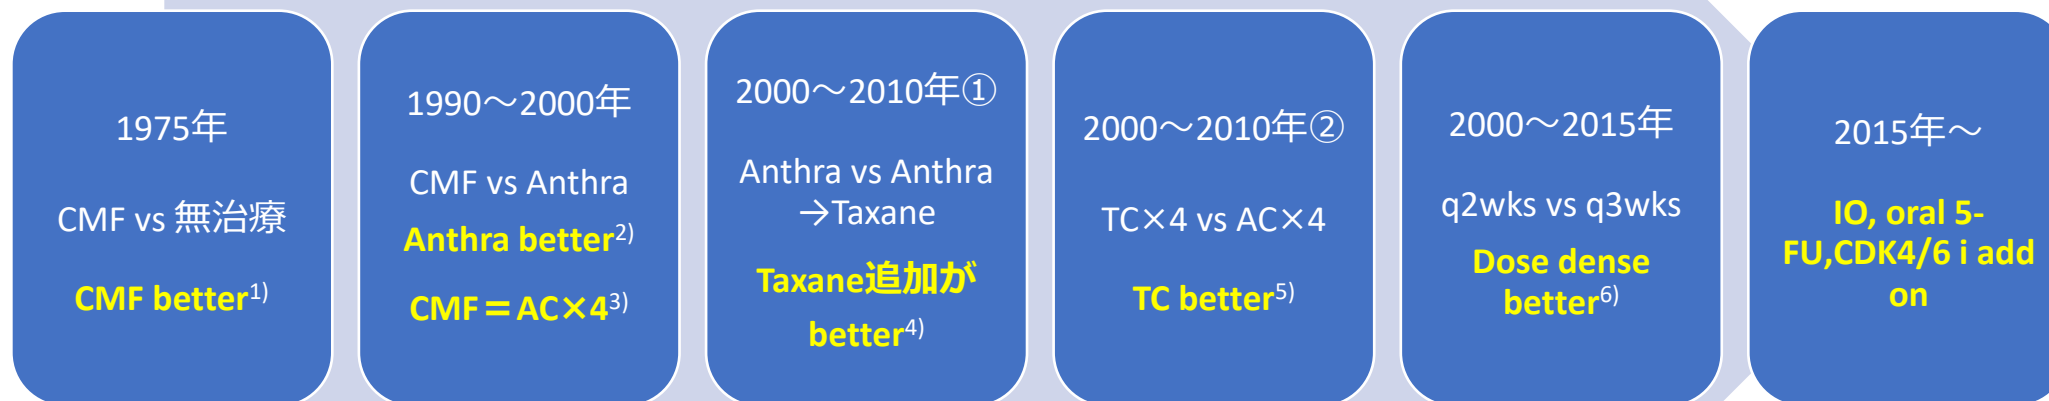 1975年
CMF vs 無治療
CMF better1)
1990～2000年
CMF vs Anthra
Anthra better2)
CMF＝AC×43)
2000～2010年①
Anthra vs Anthra
→Taxane
Taxane追加が
better4)
2000～2010年②
TC×4 vs AC×4
TC better5)
2000～2015年
q2wks vs q3wks
Dose dense
better6)
2015年～
IO, oral 5-
FU,CDK4/6 i add
on